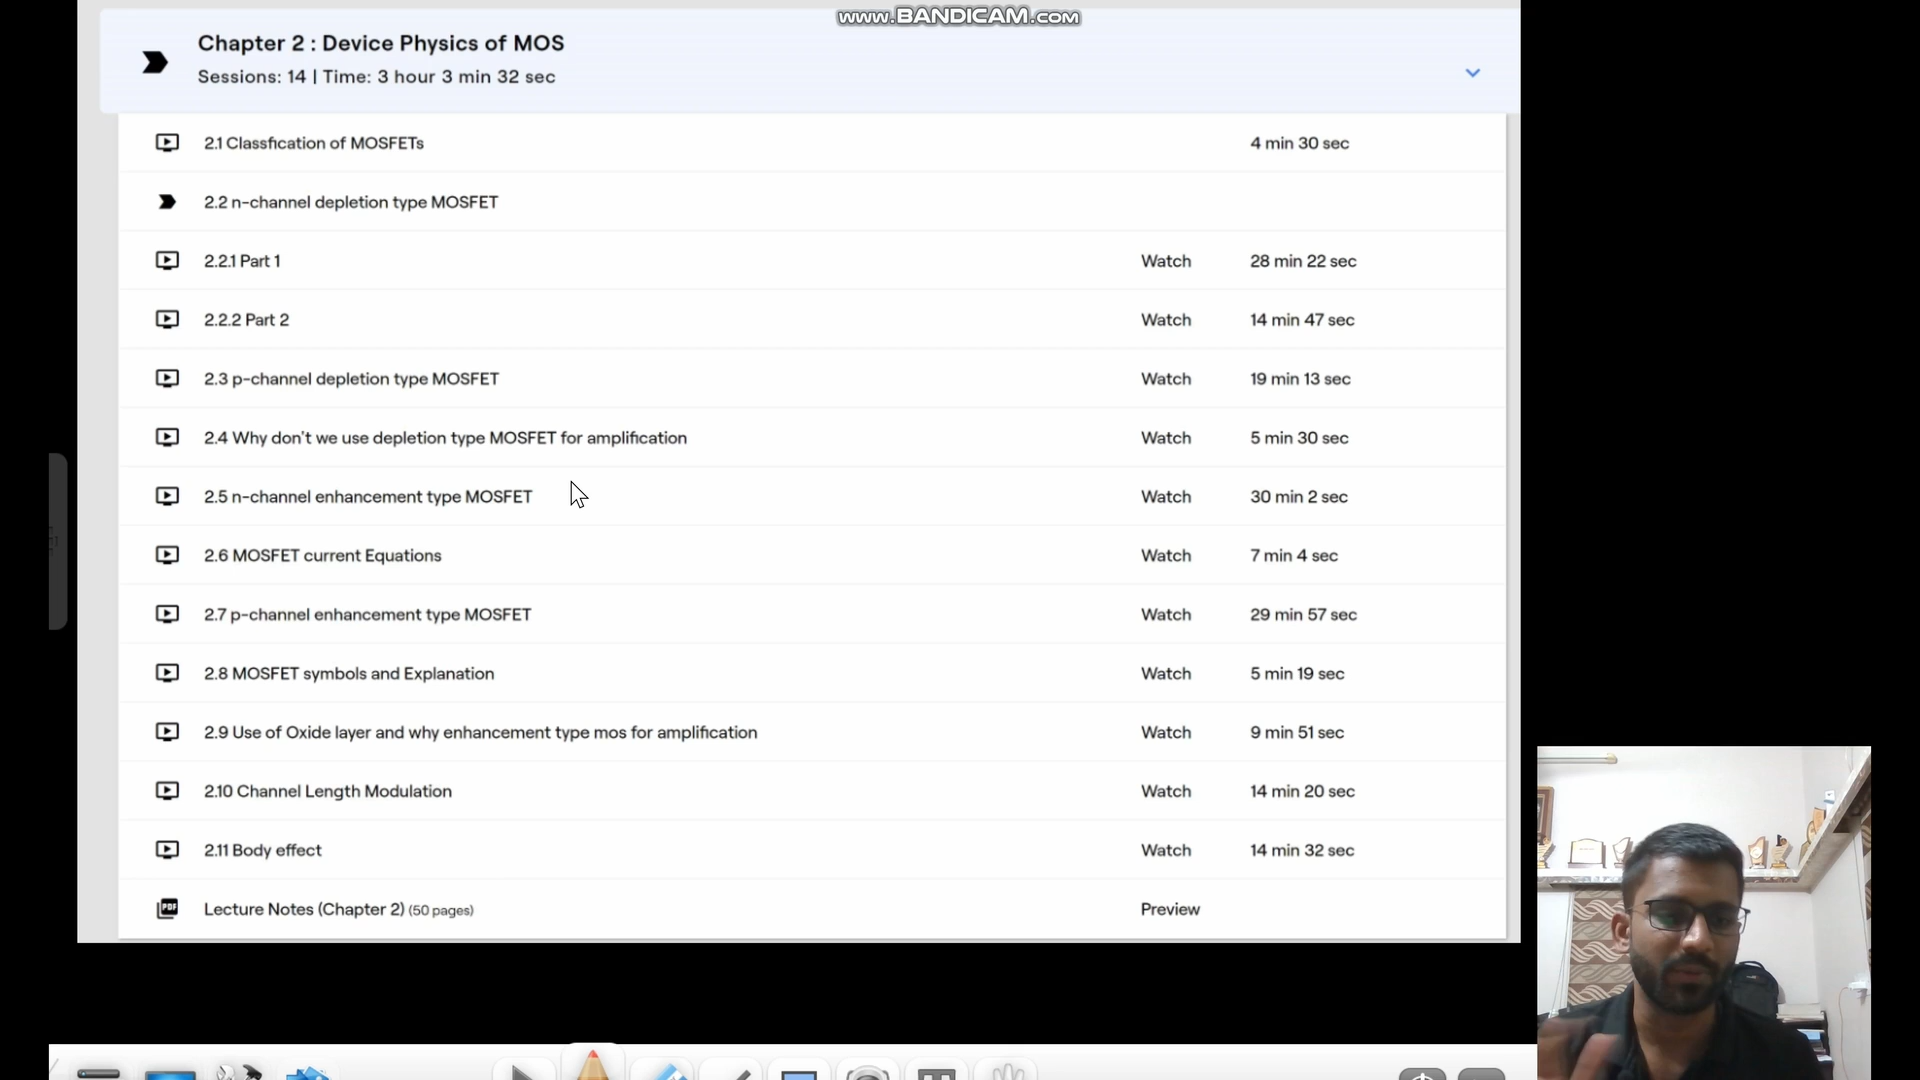 www.BANDICAM.com
Chapter 2 : Device Physics of MOS
Sessions: 14 | Time: 3 hour 3 min 32 sec
2.1 Classfication of MOSFETs 4 min 30 sec
2.2 n-channel depletion type MOSFET
2.2.1 Part 1 Watch 28 min 22 sec
2.2.2 Part 2 Watch 14 min 47 sec
2.3 p-channel depletion type MOSFET Watch 19 min 13 sec
2.4 Why don't we use depletion type MOSFET for amplification Watch 5 min 30 sec
2.5 n-channel enhancement type MOSFET Watch 30 min 2 sec
2.6 MOSFET current Equations Watch 7 min 4 sec
2.7 p-channel enhancement type MOSFET Watch 29 min 57 sec
2.8 MOSFET symbols and Explanation Watch 5 min 19 sec
2.9 Use of Oxide layer and why enhancement type mos for amplification Watch 9 min 51 sec
2.10 Channel Length Modulation Watch 14 min 20 sec
2.11 Body effect Watch 14 min 32 sec
PDF Lecture Notes (Chapter 2) (50 pages) Preview